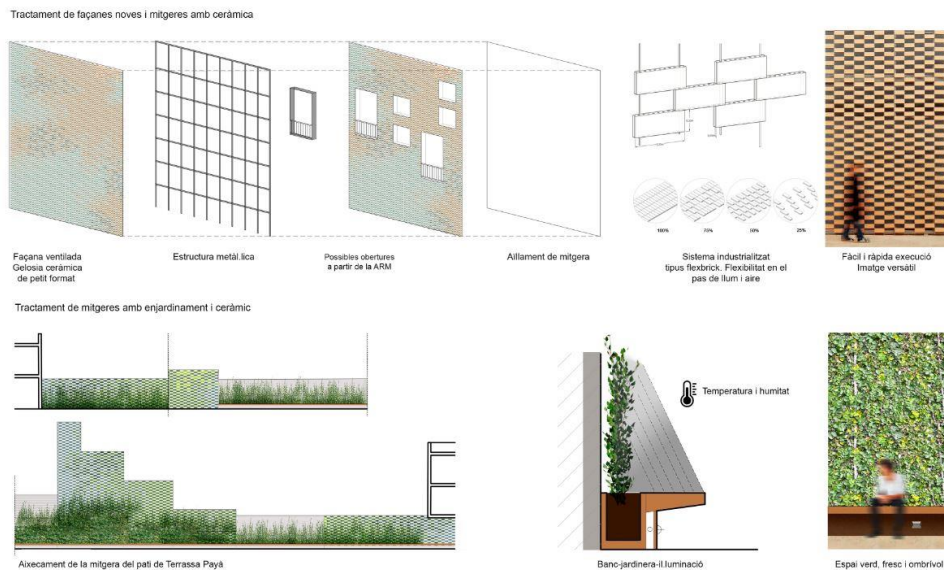 Tractament de façanes noves i mitgeres amb ceràmica
100%
75%
50%
25%
Façana ventilada
Gelosia ceràmica
de petit format
Estructura metàl.lica
Possibles obertures
a partir de la ARM
Aïllament de mitgera
Sistema industrialitzat
tipus flexbrick. Flexibilitat en el
pas de llum i aire
Fàcil i ràpida execució
Imatge versàtil
Tractament de mitgeres amb enjardinament i ceràmic
Temperatura i humitat
Aixecament de la mitgera del pati de Terrassa Payà
Banc-jardinera-il.luminació
Espai verd, fresc i ombrívol